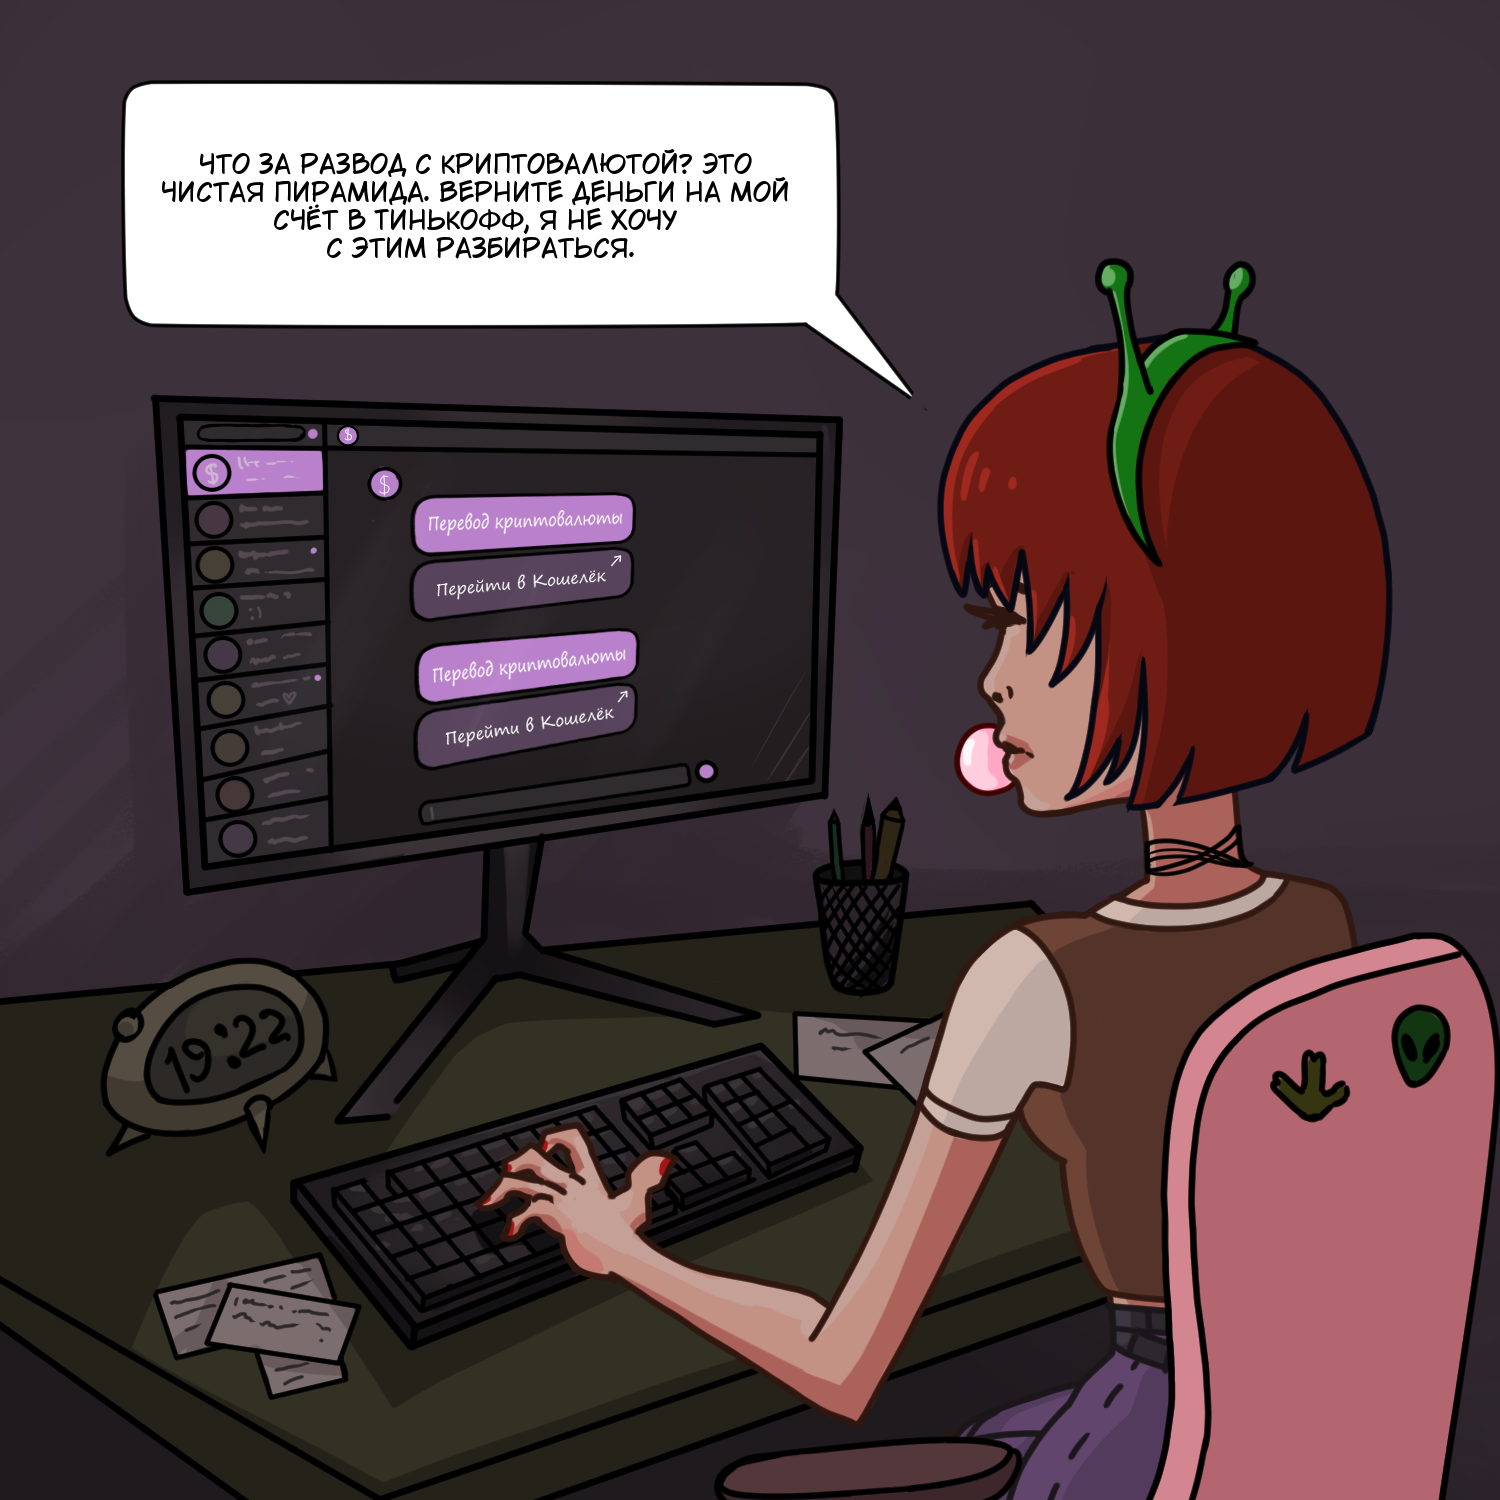 ЧТО ЗА РАЗВОД С КРИПТОВАЛЮТОЙ? ЭТО
ЧИСТАЯ ПИРАМИДА. ВЕРНИТЕ ДЕНЬГИ НА МОЙ
СЧЁТ В ТИНЬКОФФ, Я НЕ ХОЧУ
С ЭТИМ РАЗБИРАТЬСЯ.
$
$
$
Перевод криптовалюты
Перейти в Кошелёк
Перевод криптовалюты
Перейти в Кошелёк
19:22